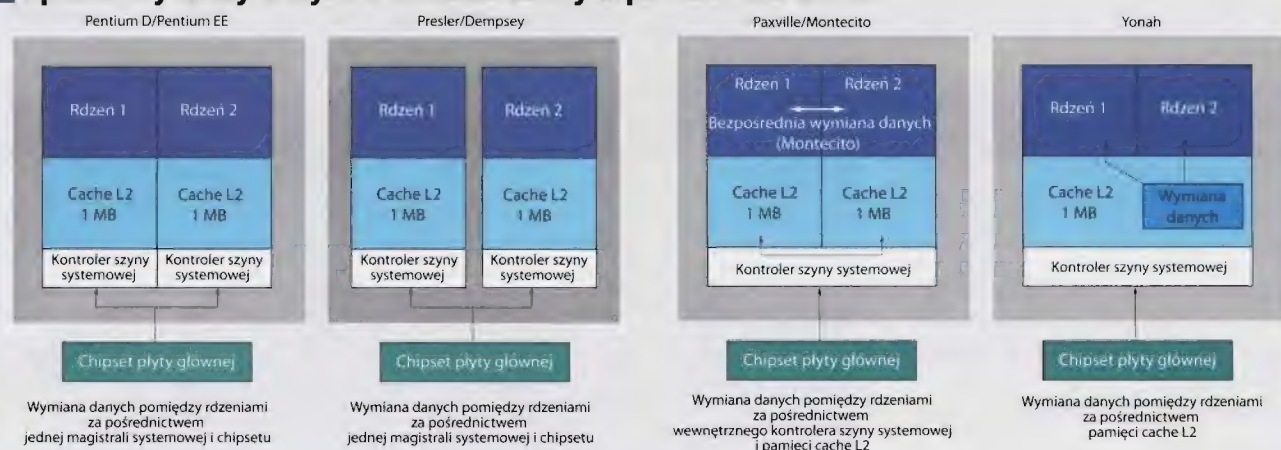 Pentium D/Pentium EE
Rdzeń 1
Rdzeń 2
Cache L2
1 MB
Cache L2
1 MB
Kontroler szyny
systemowej
Kontroler szyny
systemowej
Chipset płyty głównej
Wymiana danych pomiędzy rdzeniami
za pośrednictwem
jednej magistrali systemowej i chipsetu
Presler/Dempsey
Rdzeń 1
Rdzeń 2
Cache L2
1 MB
Cache L2
1 MB
Kontroler szyny
systemowej
Kontroler szyny
systemowej
Chipset płyty głównej
Wymiana danych pomiędzy rdzeniami
za pośrednictwem
jednej magistrali systemowej i chipsetu
Paxville/Montecito
Rdzeń 1
Rdzeń 2
Bezpośrednia wymiana danych
(Montecito)
Cache L2
1 MB
Cache L2
1 MB
Kontroler szyny systemowej
Chipset płyty głównej
Wymiana danych pomiędzy rdzeniami
za pośrednictwem
wewnętrznego kontrolera szyny systemowej
i pamięci cache L2
Yonah
Rdzeń 1
Rdzeń 2
Cache L2
1 MB
Wymiana
danych
Kontroler szyny systemowej
Chipset płyty głównej
Wymiana danych pomiędzy rdzeniami
za pośrednictwem
pamięci cache L2